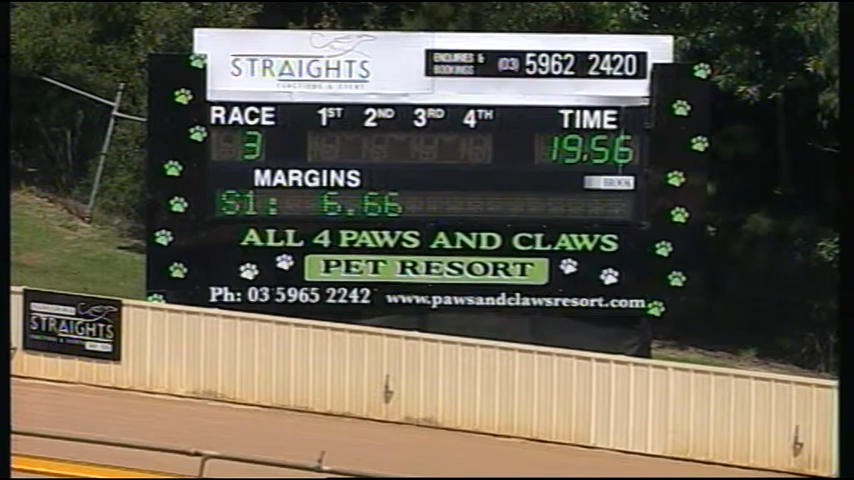 STRAIGHTS
FUNCTIONS & EVENT
ENQUIRIES & BOOKINGS (03) 5962 2420
RACE 1ST 2ND 3RD 4TH TIME
3 19.56
MARGINS
S1: 6.66
ALL 4 PAWS AND CLAWS
PET RESORT
Ph: 03 5965 2242 www.pawsandclawsresort.com
STRAIGHTS